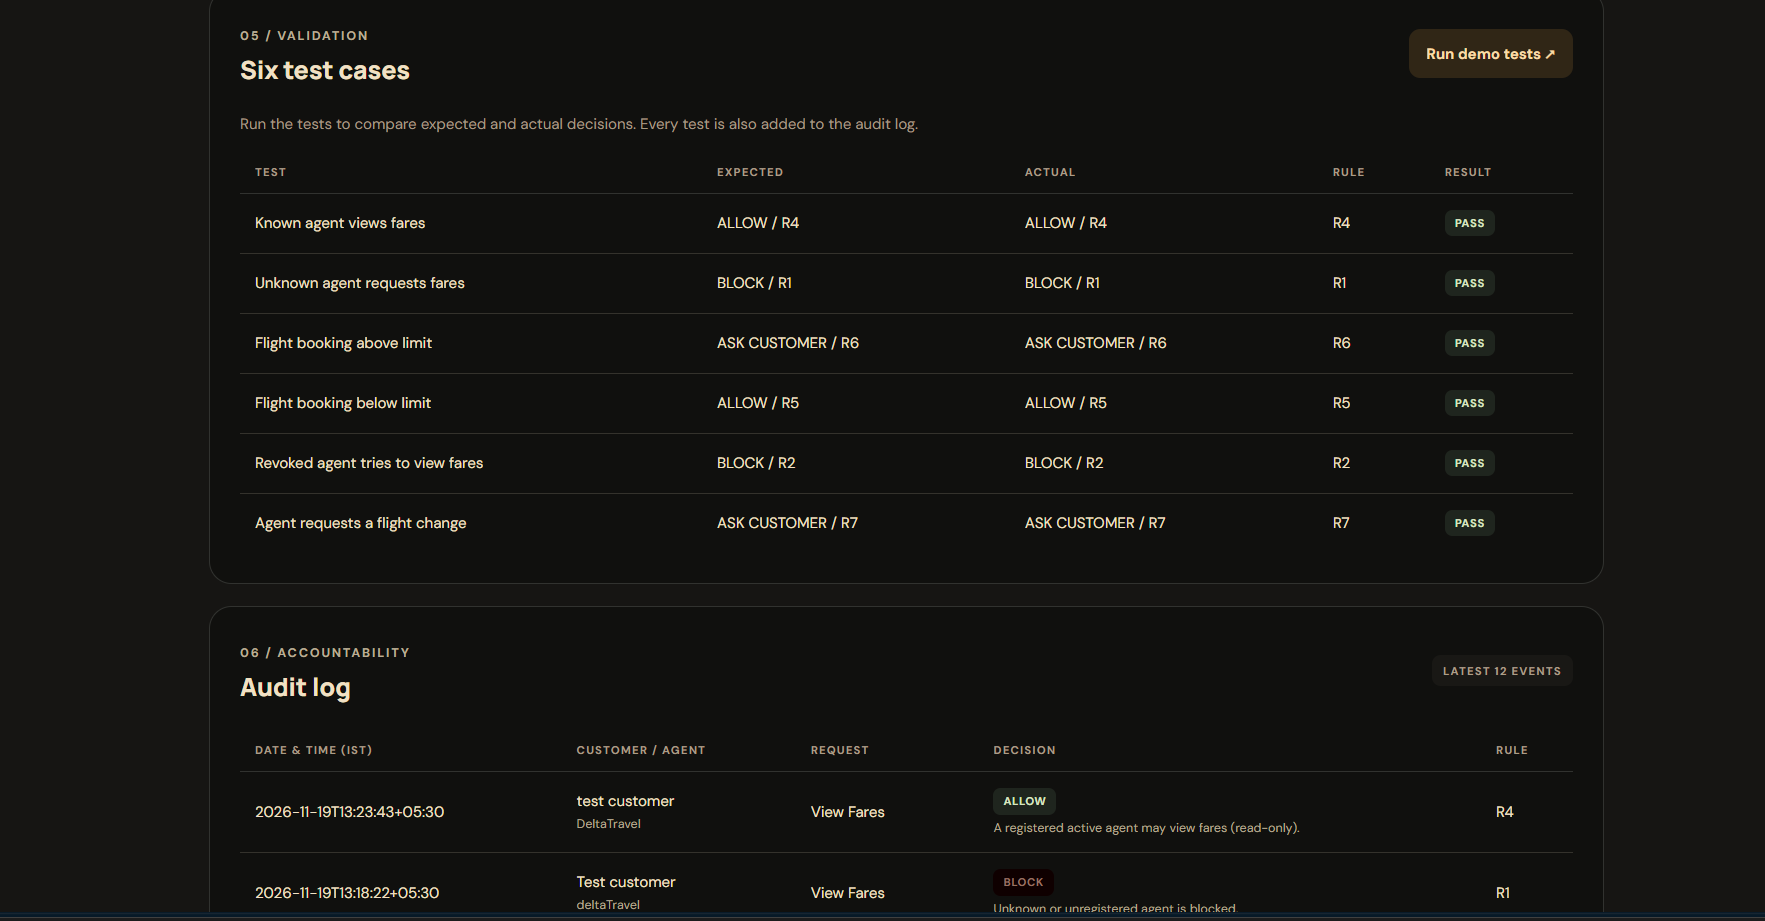 05 / VALIDATION
Six test cases
Run demo tests ↗
Run the tests to compare expected and actual decisions. Every test is also added to the audit log.
TEST EXPECTED ACTUAL RULE RESULT
Known agent views fares ALLOW / R4 ALLOW / R4 R4 PASS
Unknown agent requests fares BLOCK / R1 BLOCK / R1 R1 PASS
Flight booking above limit ASK CUSTOMER / R6 ASK CUSTOMER / R6 R6 PASS
Flight booking below limit ALLOW / R5 ALLOW / R5 R5 PASS
Revoked agent tries to view fares BLOCK / R2 BLOCK / R2 R2 PASS
Agent requests a flight change ASK CUSTOMER / R7 ASK CUSTOMER / R7 R7 PASS
06 / ACCOUNTABILITY
Audit log
LATEST 12 EVENTS
DATE & TIME (IST) CUSTOMER / AGENT REQUEST DECISION RULE
2026-11-19T13:23:43+05:30 test customer DeltaTravel View Fares ALLOW A registered active agent may view fares (read-only). R4
2026-11-19T13:18:22+05:30 Test customer deltaTravel View Fares BLOCK Unknown or unregistered agent is blocked. R1